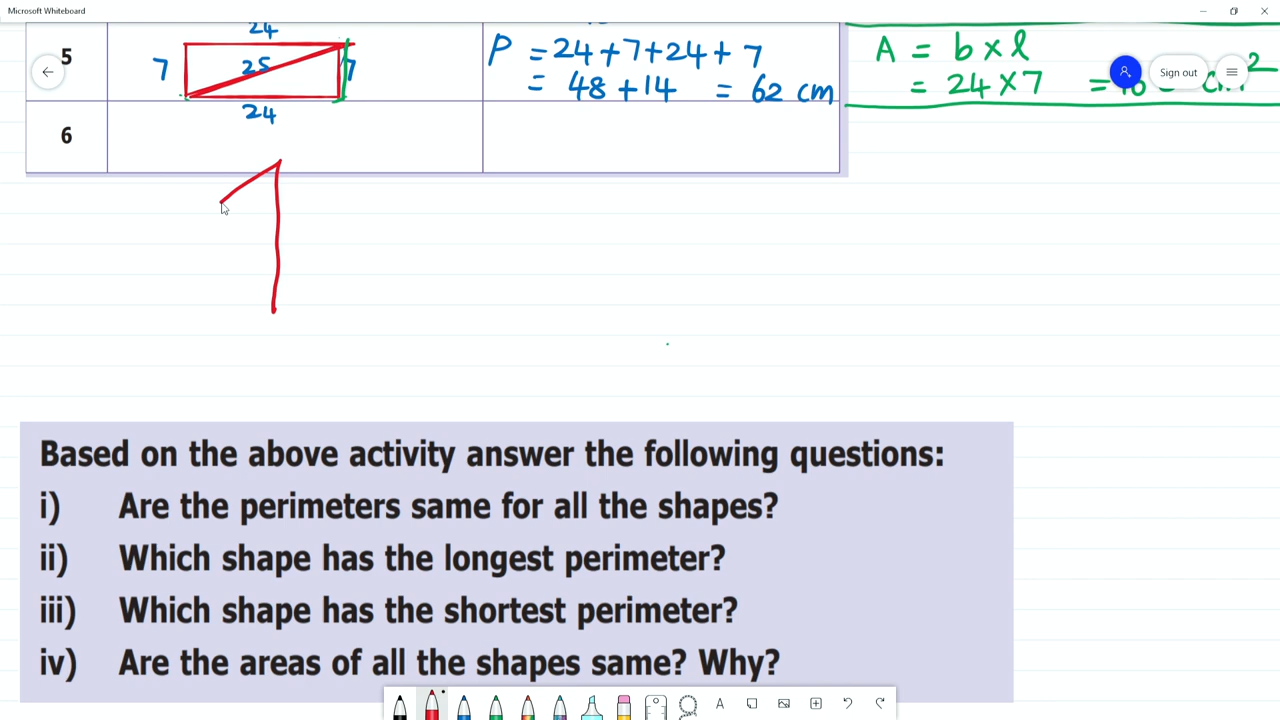 Microsoft Whiteboard
24
5
7
25
7
24
P = 24 + 7 + 24 + 7
= 48 + 14 = 62 cm
A = b x l
= 24 x 7 =
2
Sign out
6
Based on the above activity answer the following questions:
i) Are the perimeters same for all the shapes?
ii) Which shape has the longest perimeter?
iii) Which shape has the shortest perimeter?
iv) Are the areas of all the shapes same? Why?
A